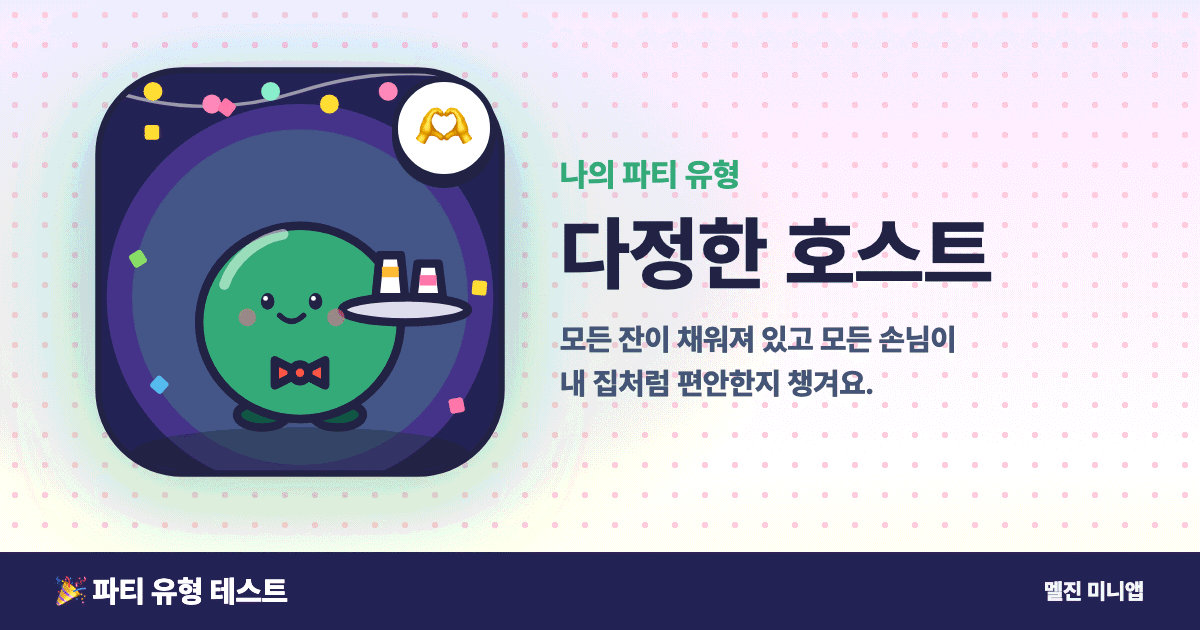 나의 파티 유형
다정한 호스트
모든 잔이 채워져 있고 모든 손님이
내 집처럼 편안한지 챙겨요.
🎉 파티 유형 테스트
멜진 미니앱